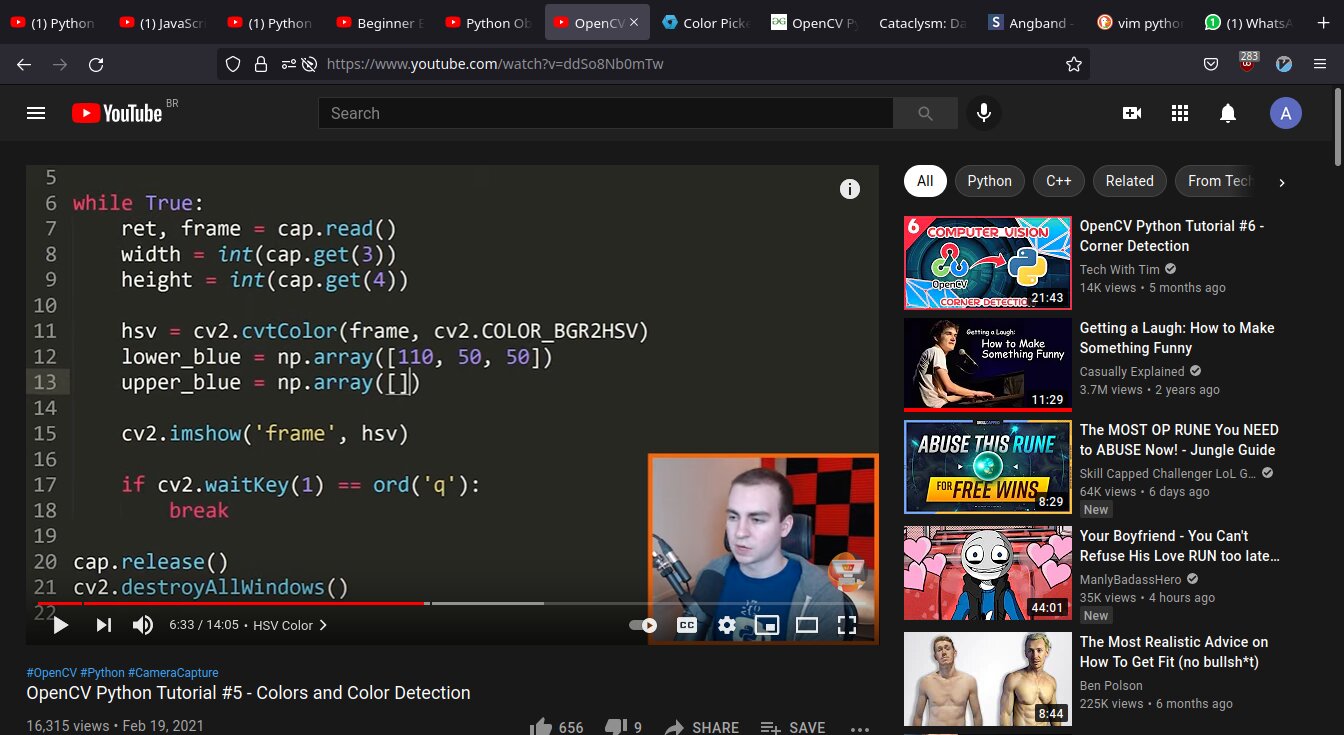 (1) Python
(1) JavaScri
(1) Python
Beginner
Python Ob
OpenCV
Color Picke
OpenCV Py
Cataclysm: Da
Angband -
vim pytho
(1) WhatsA
https://www.youtube.com/watch?v=ddSo8Nb0mTw
283
YouTube BR
Search
A
5
6 while True:
7 ret, frame = cap.read()
8 width = int(cap.get(3))
9 height = int(cap.get(4))
10
11 hsv = cv2.cvtColor(frame, cv2.COLOR_BGR2HSV)
12 lower_blue = np.array([110, 50, 50])
13 upper_blue = np.array([])
14
15 cv2.imshow('frame', hsv)
16
17 if cv2.waitKey(1) == ord('q'):
18 break
19
20 cap.release()
21 cv2.destroyAllWindows()
22
6:33 / 14:05 • HSV Color
CC
#OpenCV #Python #CameraCapture
OpenCV Python Tutorial #5 - Colors and Color Detection
16,315 views • Feb 19, 2021
656
9
SHARE
SAVE
All
Python
C++
Related
From Tech
6 COMPUTER VISION
OpenCV
CORNER DETECTION
21:43
OpenCV Python Tutorial #6 -
Corner Detection
Tech With Tim
14K views • 5 months ago
Getting a Laugh:
How to Make
Something Funny
11:29
Getting a Laugh: How to Make
Something Funny
Casually Explained
3.7M views • 2 years ago
SKILL CAPPED
ABUSE THIS RUNE
FOR FREE WINS
8:29
The MOST OP RUNE You NEED
to ABUSE Now! - Jungle Guide
Skill Capped Challenger LoL G...
64K views • 6 days ago
New
44:01
Your Boyfriend - You Can't
Refuse His Love RUN too late...
ManlyBadassHero
35K views • 4 hours ago
New
8:44
The Most Realistic Advice on
How To Get Fit (no bullsh*t)
Ben Polson
225K views • 6 months ago